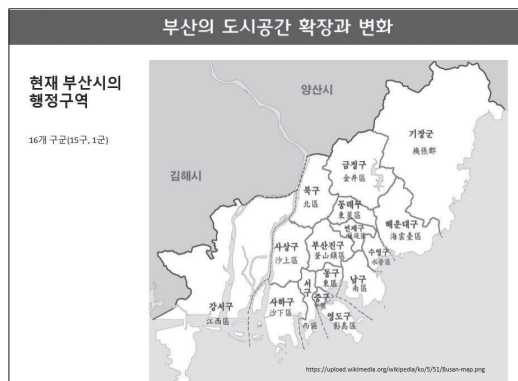 부산의 도시공간 확장과 변화
현재 부산시의
행정구역
16개 구군(15구, 1군)
양산시
김해시
기장군
機張郡
금정구
金井區
북구
北區
동래구
東萊區
연제구
해운대구
海雲臺區
수영구
水營區
사상구
沙上區
부산진구
釜山鎭區
동구
東區
남구
南區
서구
西區
중구
강서구
江西區
사하구
沙下區
영도구
影島區
https://upload.wikimedia.org/wikipedia/ko/5/51/Busan-map.png